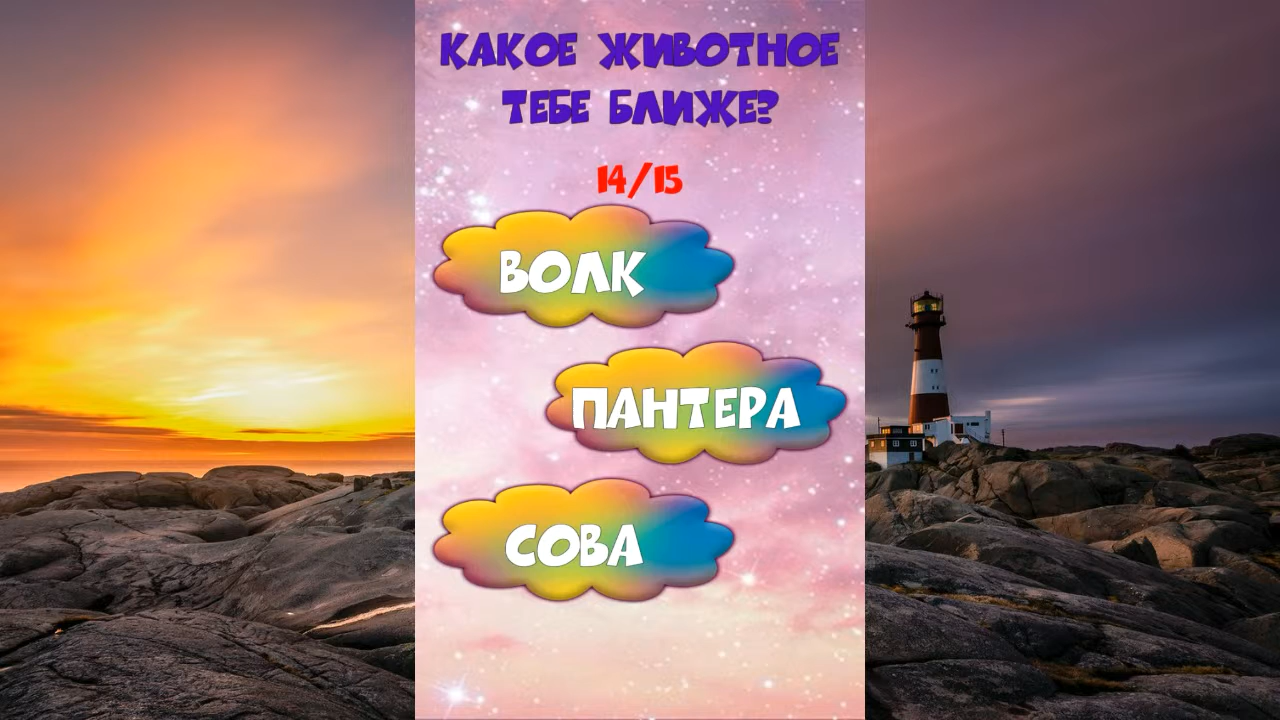 КАКОЕ ЖИВОТНОЕ
ТЕБЕ БЛИЖЕ?
14/15
ВОЛК
ПАНТЕРА
СОВА